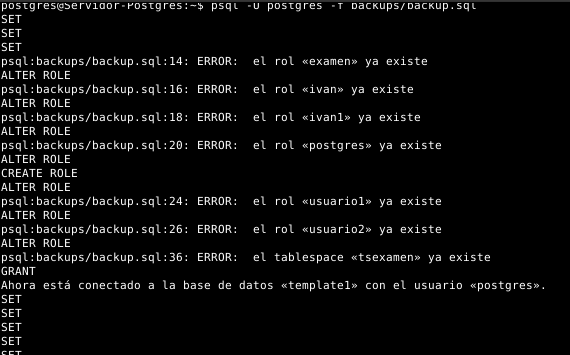 postgres@Servidor-Postgres:~$ psql -U postgres -f backups/backup.sql
SET
SET
SET
psql:backups/backup.sql:14: ERROR:  el rol «examen» ya existe
ALTER ROLE
psql:backups/backup.sql:16: ERROR:  el rol «ivan» ya existe
ALTER ROLE
psql:backups/backup.sql:18: ERROR:  el rol «ivan1» ya existe
ALTER ROLE
psql:backups/backup.sql:20: ERROR:  el rol «postgres» ya existe
ALTER ROLE
CREATE ROLE
ALTER ROLE
psql:backups/backup.sql:24: ERROR:  el rol «usuario1» ya existe
ALTER ROLE
psql:backups/backup.sql:26: ERROR:  el rol «usuario2» ya existe
ALTER ROLE
psql:backups/backup.sql:36: ERROR:  el tablespace «tsexamen» ya existe
GRANT
Ahora está conectado a la base de datos «template1» con el usuario «postgres».
SET
SET
SET
SET
SET